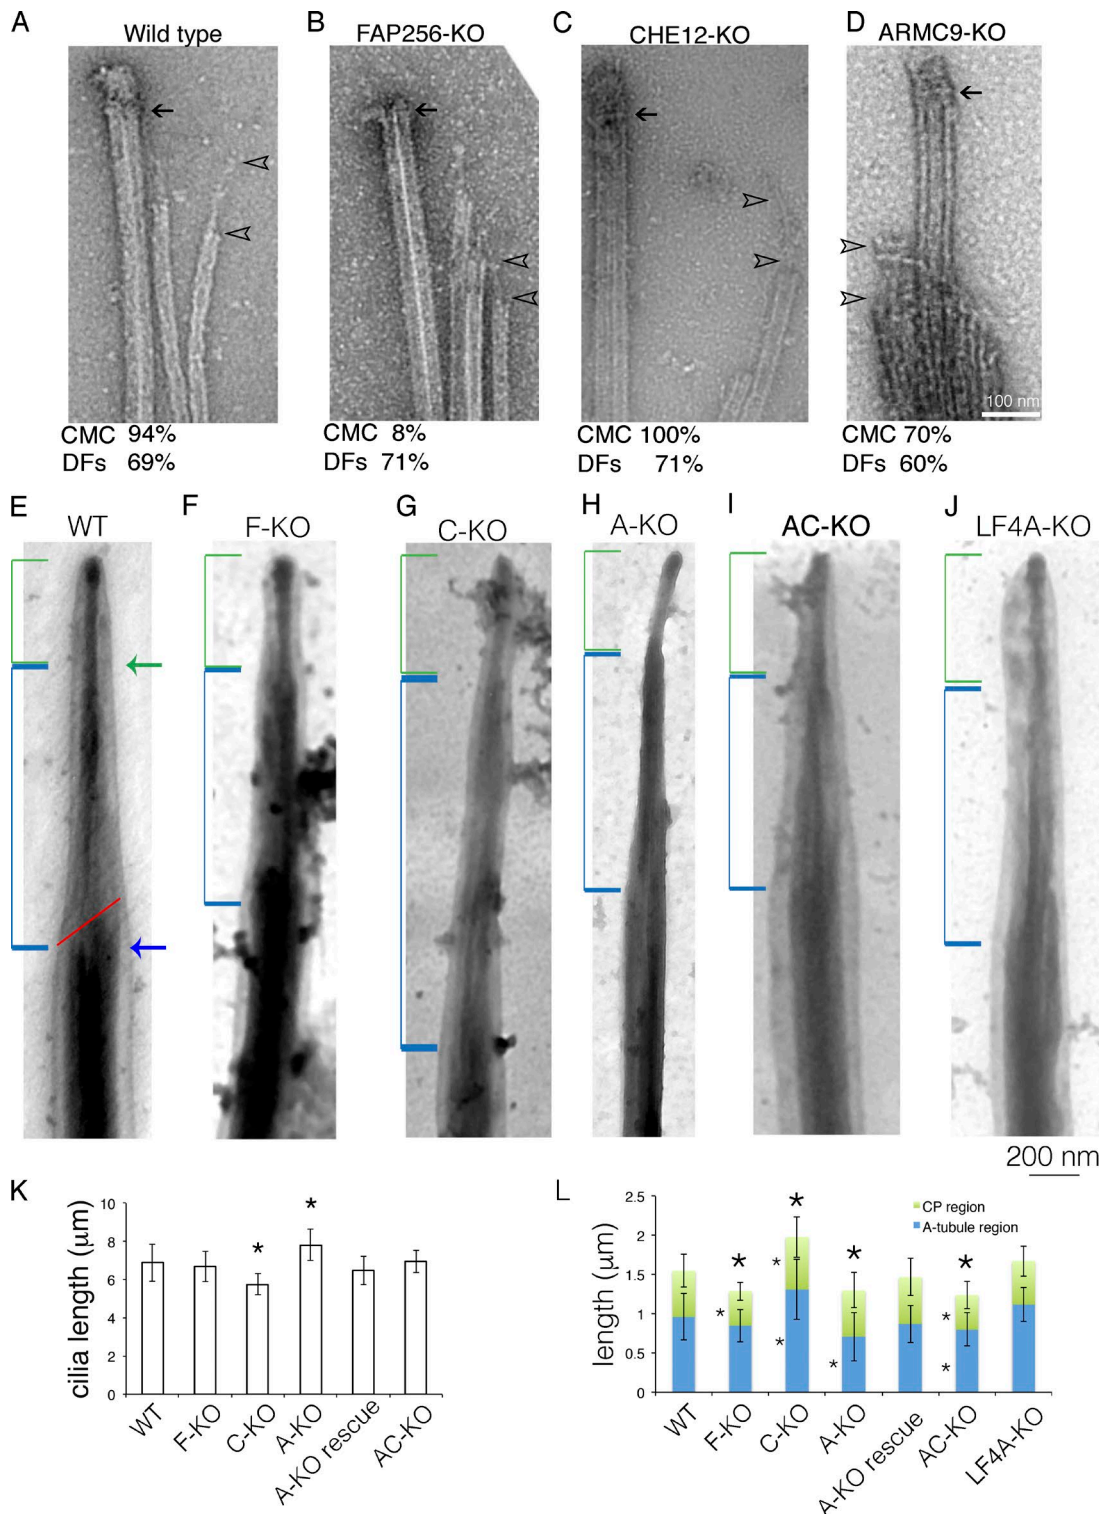 A
Wild type
B
FAP256-KO
C
CHE12-KO
D
ARMC9-KO
100 nm
CMC 94%
DFs 69%
CMC 8%
DFs 71%
CMC 100%
DFs 71%
CMC 70%
DFs 60%
E
WT
F
F-KO
G
C-KO
H
A-KO
I
AC-KO
J
LF4A-KO
200 nm
K
cilia length (μm)
10
8
6
4
2
0
*
*
WT
F-KO
C-KO
A-KO
A-KO rescue
AC-KO
L
length (μm)
2.5
2
1.5
1
0.5
0
CP region
A-tubule region
*
*
*
*
*
*
*
*
*
*
WT
F-KO
C-KO
A-KO
A-KO rescue
AC-KO
LF4A-KO